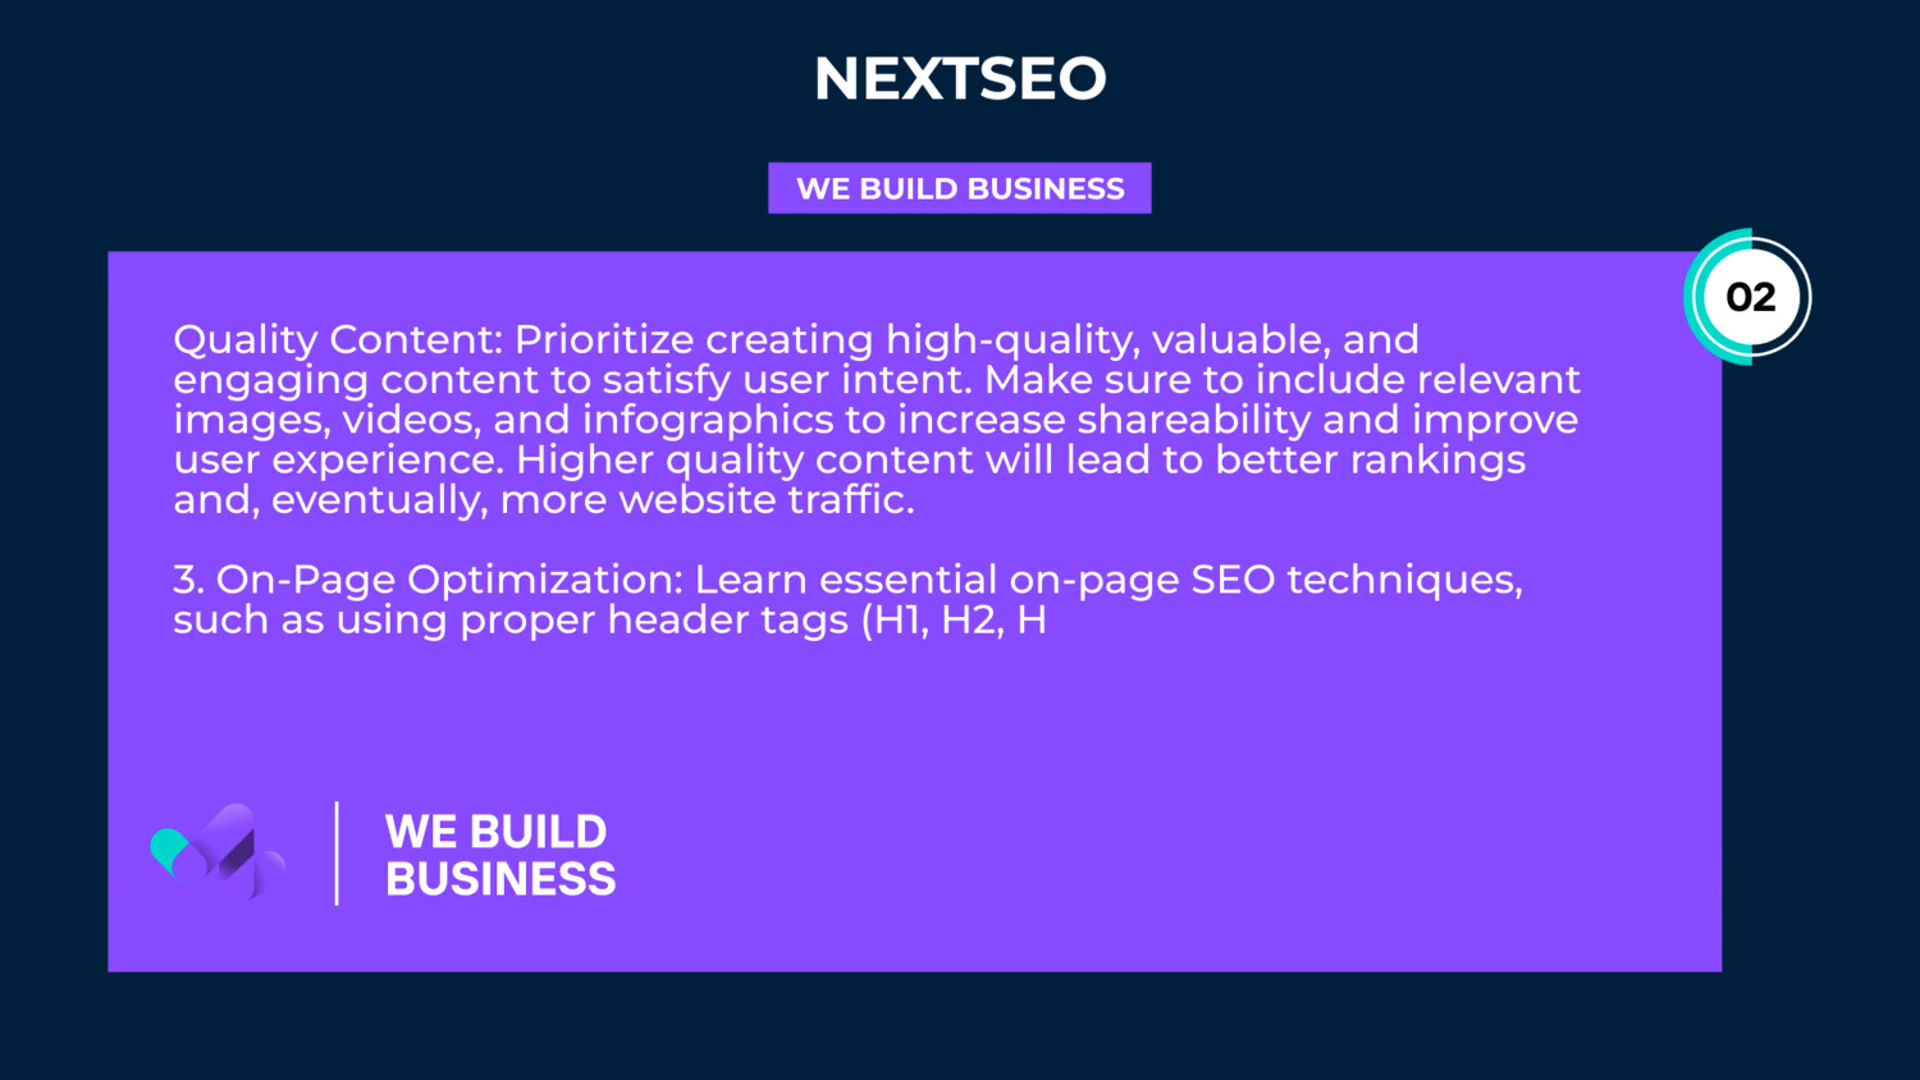 NEXTSEO
WE BUILD BUSINESS
02
Quality Content: Prioritize creating high-quality, valuable, and
engaging content to satisfy user intent. Make sure to include relevant
images, videos, and infographics to increase shareability and improve
user experience. Higher quality content will lead to better rankings
and, eventually, more website traffic.
3. On-Page Optimization: Learn essential on-page SEO techniques,
such as using proper header tags (H1, H2, H
WE BUILD
BUSINESS